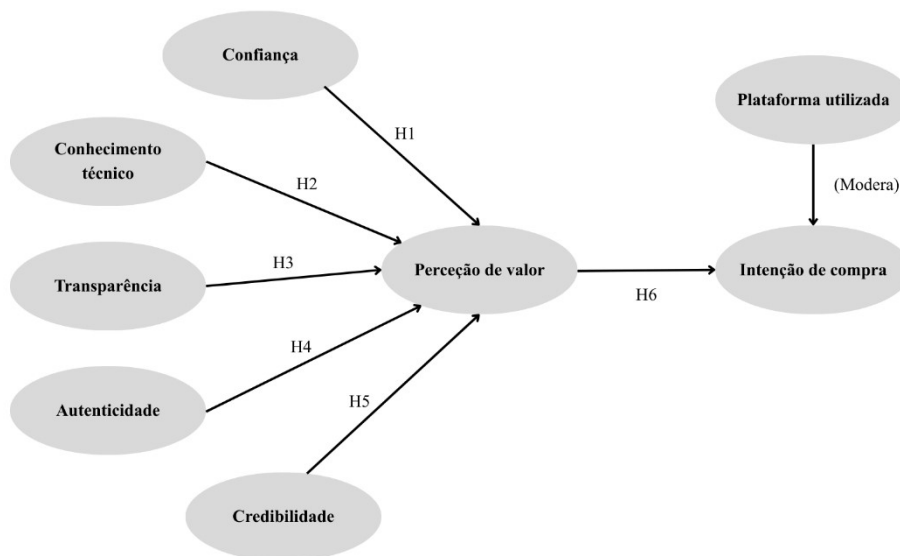 Confiança
Plataforma utilizada
H1
Conhecimento
técnico
H2
(Modera)
H3
Perceção de valor
Intenção de compra
Transparência
H6
H4
H5
Autenticidade
Credibilidade